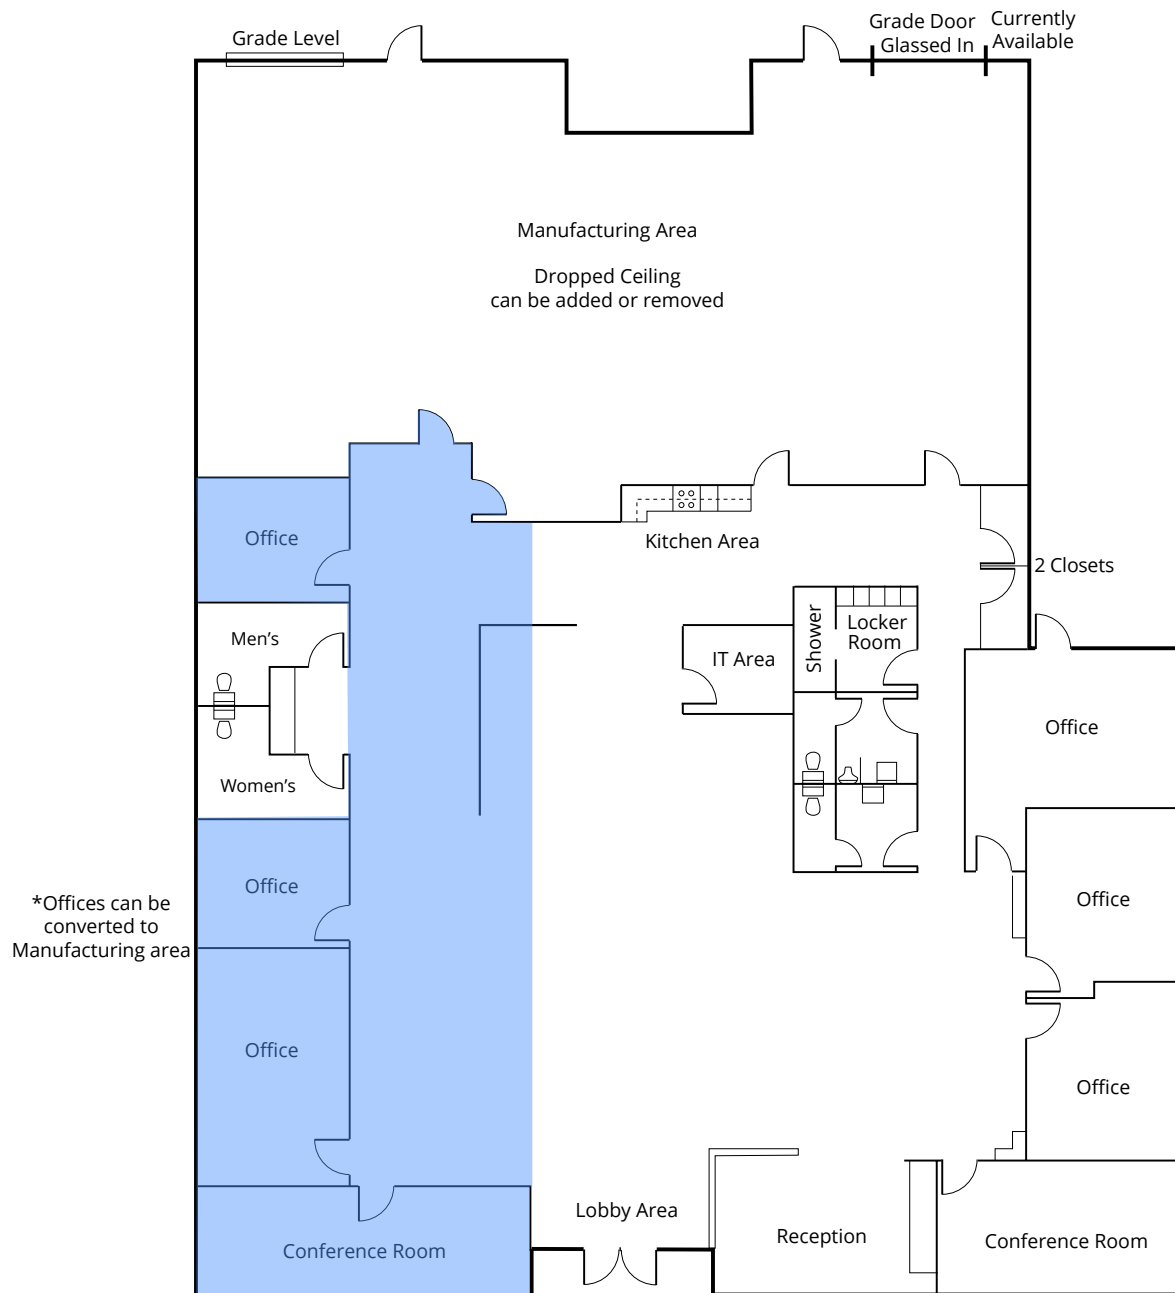 Grade Level
Grade Door
Glassed In
Currently
Available
Manufacturing Area
Dropped Ceiling
can be added or removed
Office
Kitchen Area
2 Closets
Men’s
IT Area
Shower
Locker
Room
Office
Women’s
Office
Office
*Offices can be
converted to
Manufacturing area
Office
Office
Lobby Area
Reception
Conference Room
Conference Room